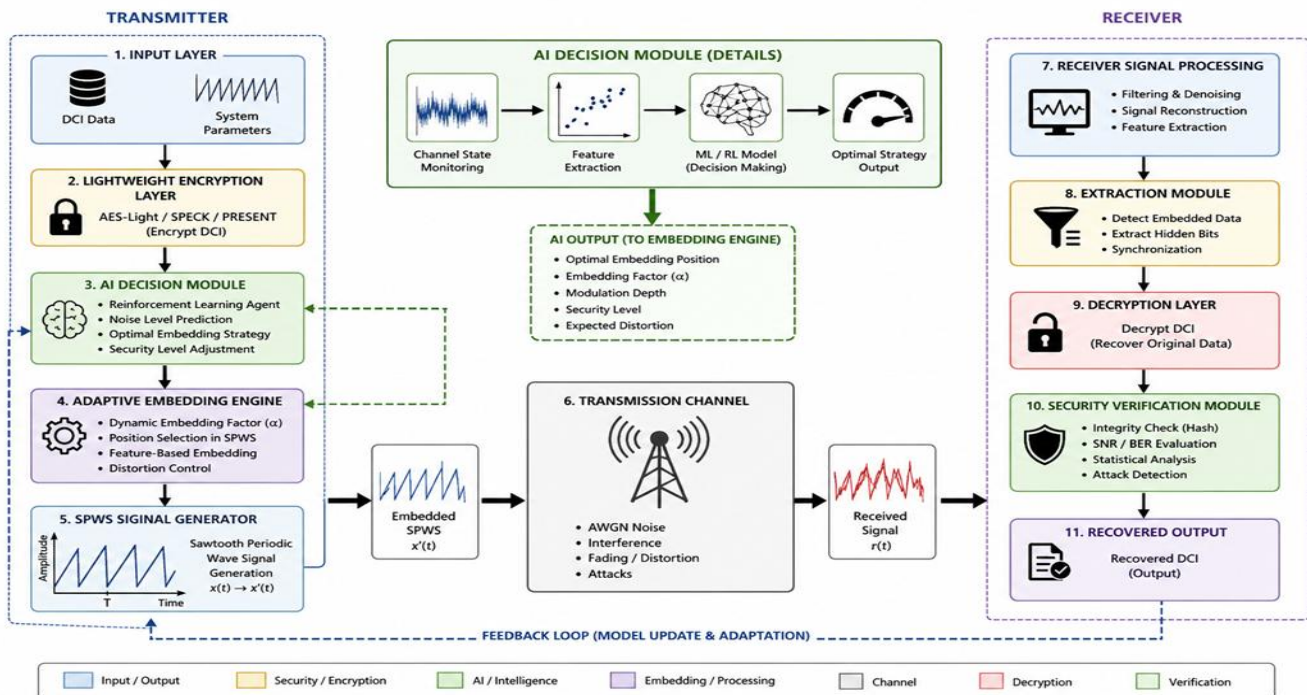 TRANSMITTER
1. INPUT LAYER
DCI Data
System
Parameters
2. LIGHTWEIGHT ENCRYPTION
LAYER
AES-Light / SPECK / PRESENT
(Encrypt DCI)
3. AI DECISION MODULE
• Reinforcement Learning Agent
• Noise Level Prediction
• Optimal Embedding Strategy
• Security Level Adjustment
4. ADAPTIVE EMBEDDING ENGINE
• Dynamic Embedding Factor (α)
• Position Selection in SPWS
• Feature-Based Embedding
• Distortion Control
5. SPWS SIGINAL GENERATOR
Amplitude
T
Time
Sawtooth Periodic
Wave Signal
Generation
x(t) → x'(t)
AI DECISION MODULE (DETAILS)
Channel State
Monitoring
Feature
Extraction
ML / RL Model
(Decision Making)
Optimal Strategy
Output
AI OUTPUT (TO EMBEDDING ENGINE)
• Optimal Embedding Position
• Embedding Factor (α)
• Modulation Depth
• Security Level
• Expected Distortion
Embedded
SPWS
x'(t)
6. TRANSMISSION CHANNEL
• AWGN Noise
• Interference
• Fading / Distortion
• Attacks
Received
Signal
r(t)
RECEIVER
7. RECEIVER SIGNAL PROCESSING
• Filtering & Denoising
• Signal Reconstruction
• Feature Extraction
8. EXTRACTION MODULE
• Detect Embedded Data
• Extract Hidden Bits
• Synchronization
9. DECRYPTION LAYER
Decrypt DCI
(Recover Original Data)
10. SECURITY VERIFICATION MODULE
• Integrity Check (Hash)
• SNR / BER Evaluation
• Statistical Analysis
• Attack Detection
11. RECOVERED OUTPUT
Recovered DCI
(Output)
FEEDBACK LOOP (MODEL UPDATE & ADAPTATION)
Input / Output
Security / Encryption
AI / Intelligence
Embedding / Processing
Channel
Decryption
Verification